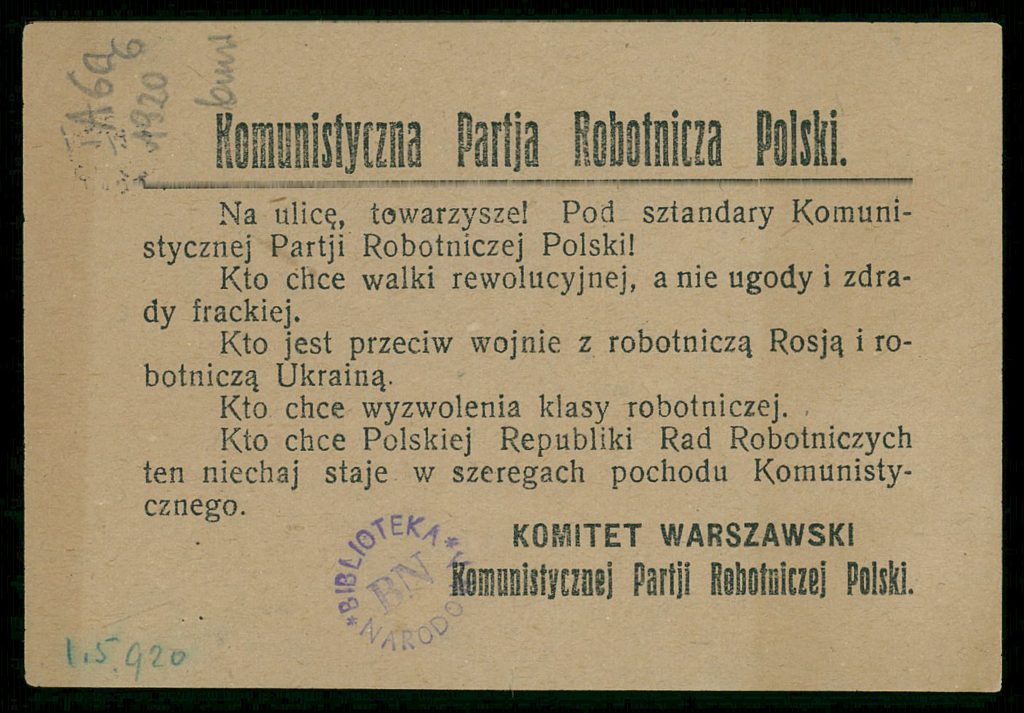 IA6a
6
1920
Komunistyczna Partja Robotnicza Polski.
Na ulicę, towarzysze! Pod sztandary Komuni-
stycznej Partji Robotniczej Polski!
Kto chce walki rewolucyjnej, a nie ugody i zdra-
dy frackiej.
Kto jest przeciw wojnie z robotniczą Rosją i ro-
botniczą Ukrainą.
Kto chce wyzwolenia klasy robotniczej.
Kto chce Polskiej Republiki Rad Robotniczych
ten niechaj staje w szeregach pochodu Komunisty-
cznego.
KOMITET WARSZAWSKI
Komunistycznej Partji Robotniczej Polski.
*BIBLIOTEKA*
BN
1.5.920